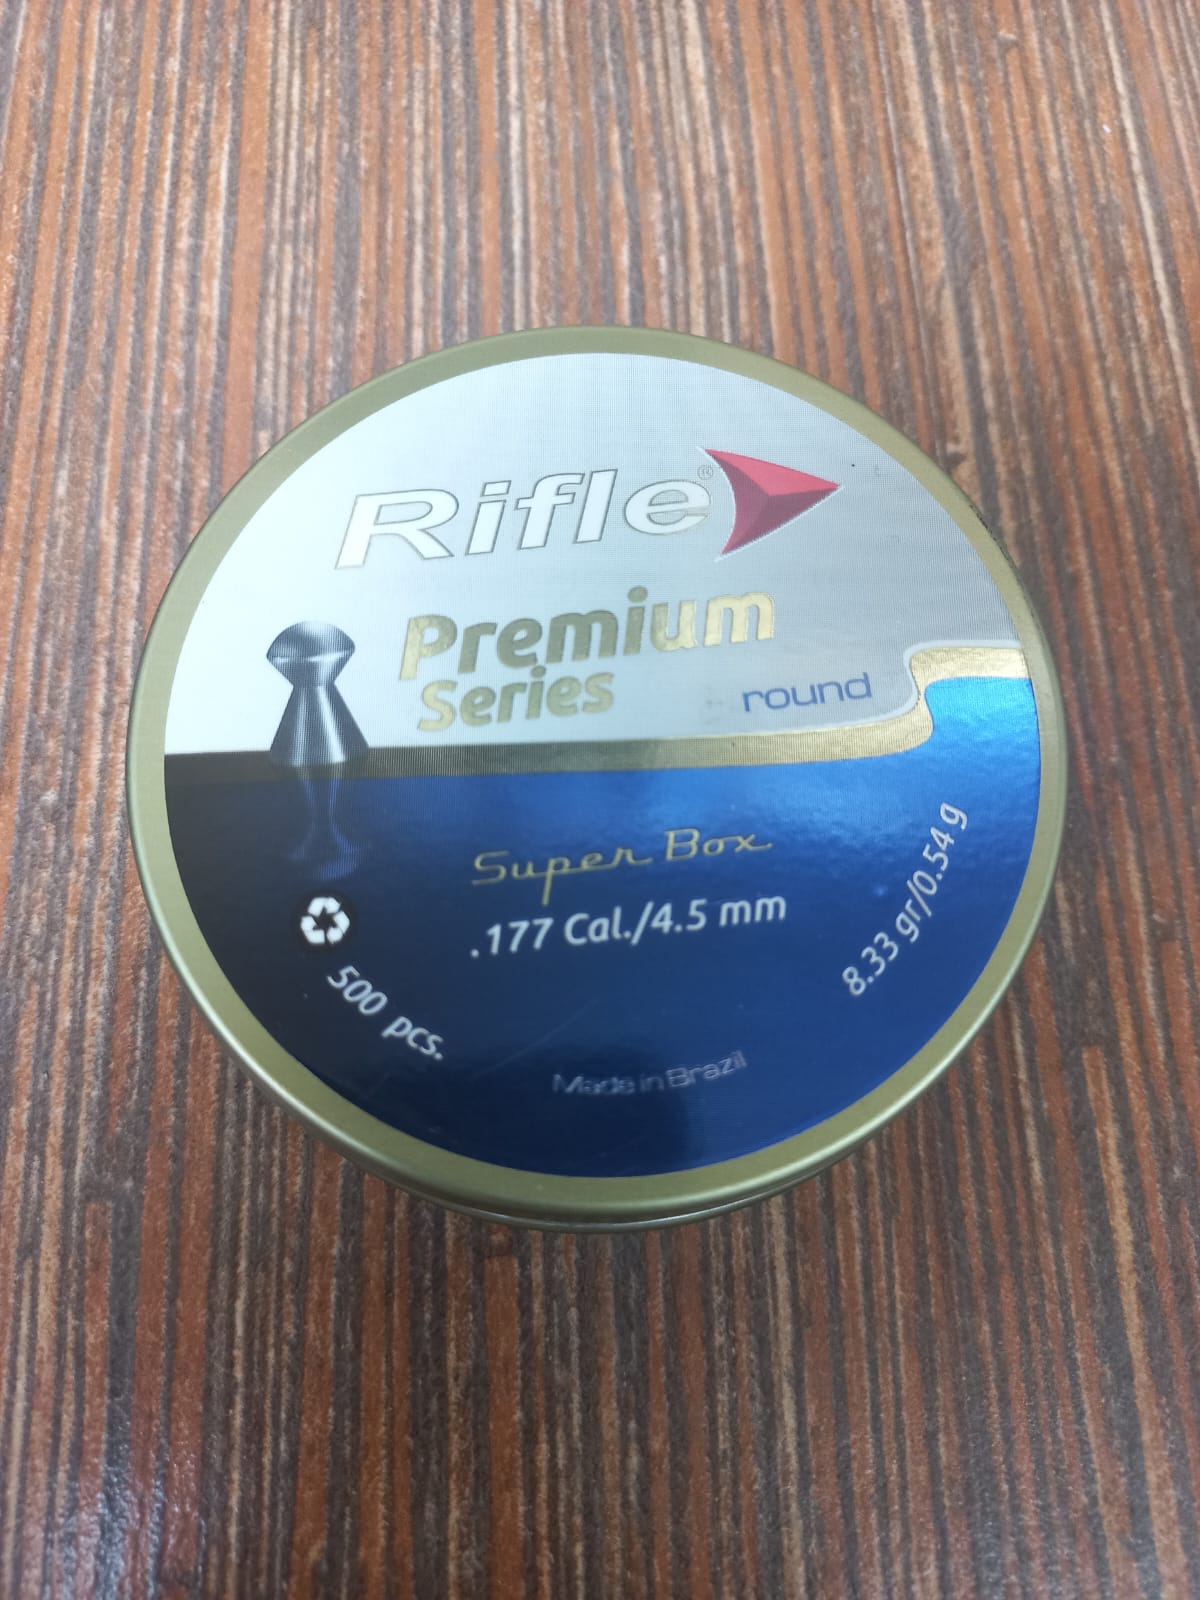 Rifle®
Premium
Series
round
Super Box
.177 Cal./4.5 mm
8.33 gr/0.54 g
500 pcs.
Made in Brazil